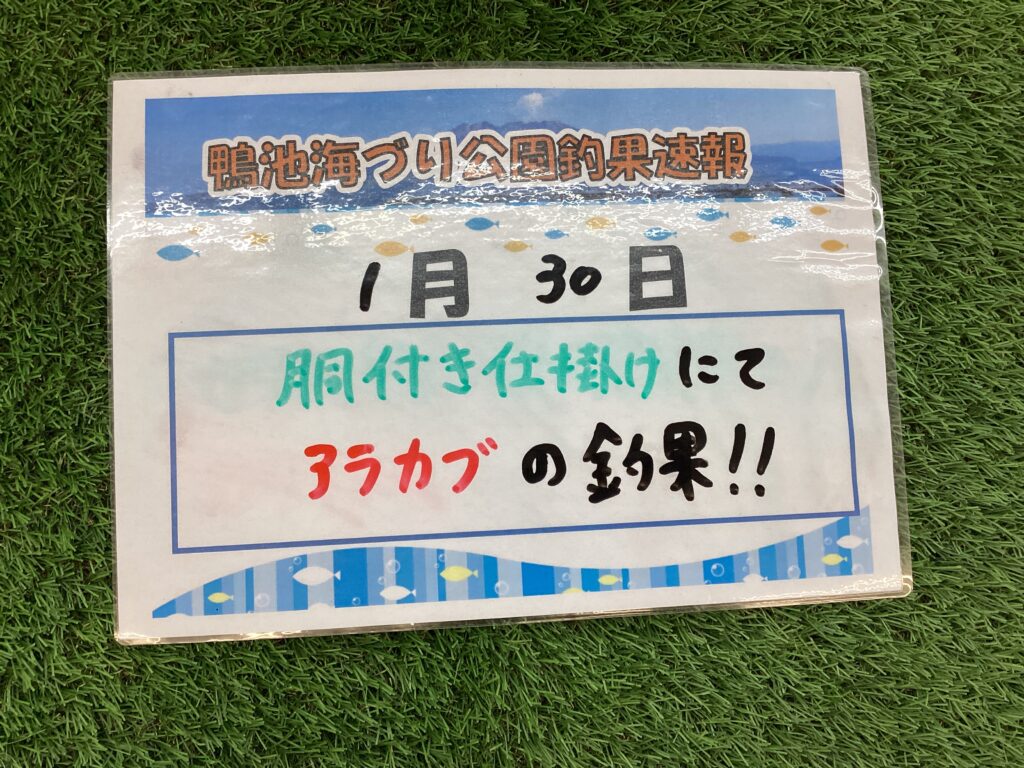 鴨池海づり公園釣果速報
1月 30日
胴付き仕掛けにて
アラカブの釣果!!